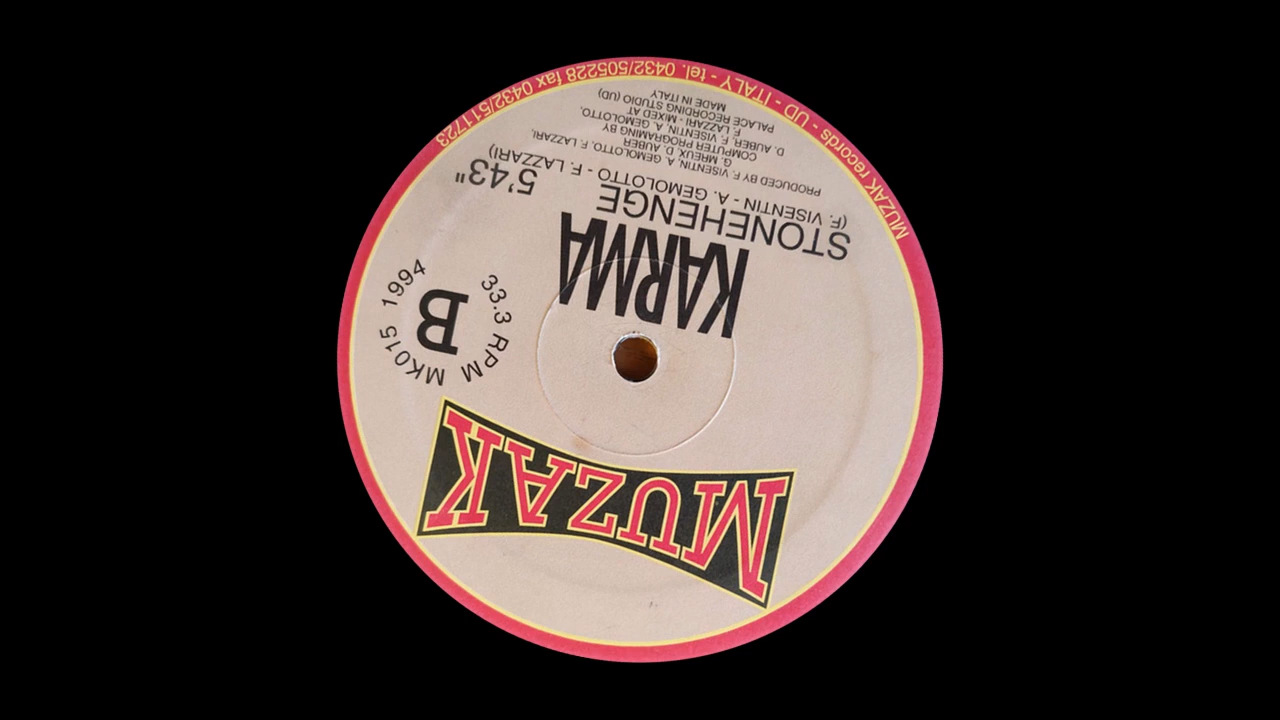 MUZAK
MK015 1994
B
33.3 RPM
KARMA
STONEHENGE
5'43"
(F. VISENTIN - A. GEMOLOTTO - F. LAZZARI)
PRODUCED BY F. VISENTIN, A. GEMOLOTTO, F. LAZZARI,
G. MREUX, D. AUBER
COMPUTER PROGRAMING BY
D. AUBER, F. VISENTIN, A. GEMOLOTTO,
F. LAZZARI - MIXED AT
PALACE RECORDING STUDIO (UD)
MADE IN ITALY
MUZAK records - UD - ITALY - tel. 0432/505228 fax 0432/511723